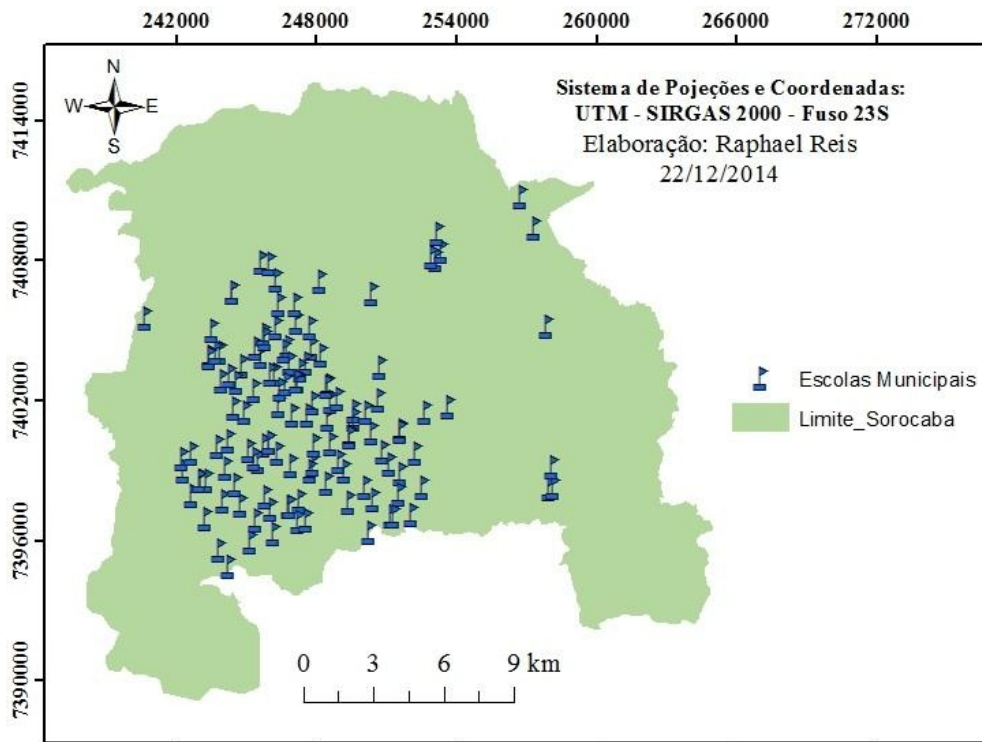 242000 248000 254000 260000 266000 272000
N
W E
S
Sistema de Pojeções e Coordenadas:
UTM - SIRGAS 2000 - Fuso 23S
Elaboração: Raphael Reis
22/12/2014
7414000
7408000
7402000
7396000
7390000
Escolas Municipais
Limite_Sorocaba
0 3 6 9 km